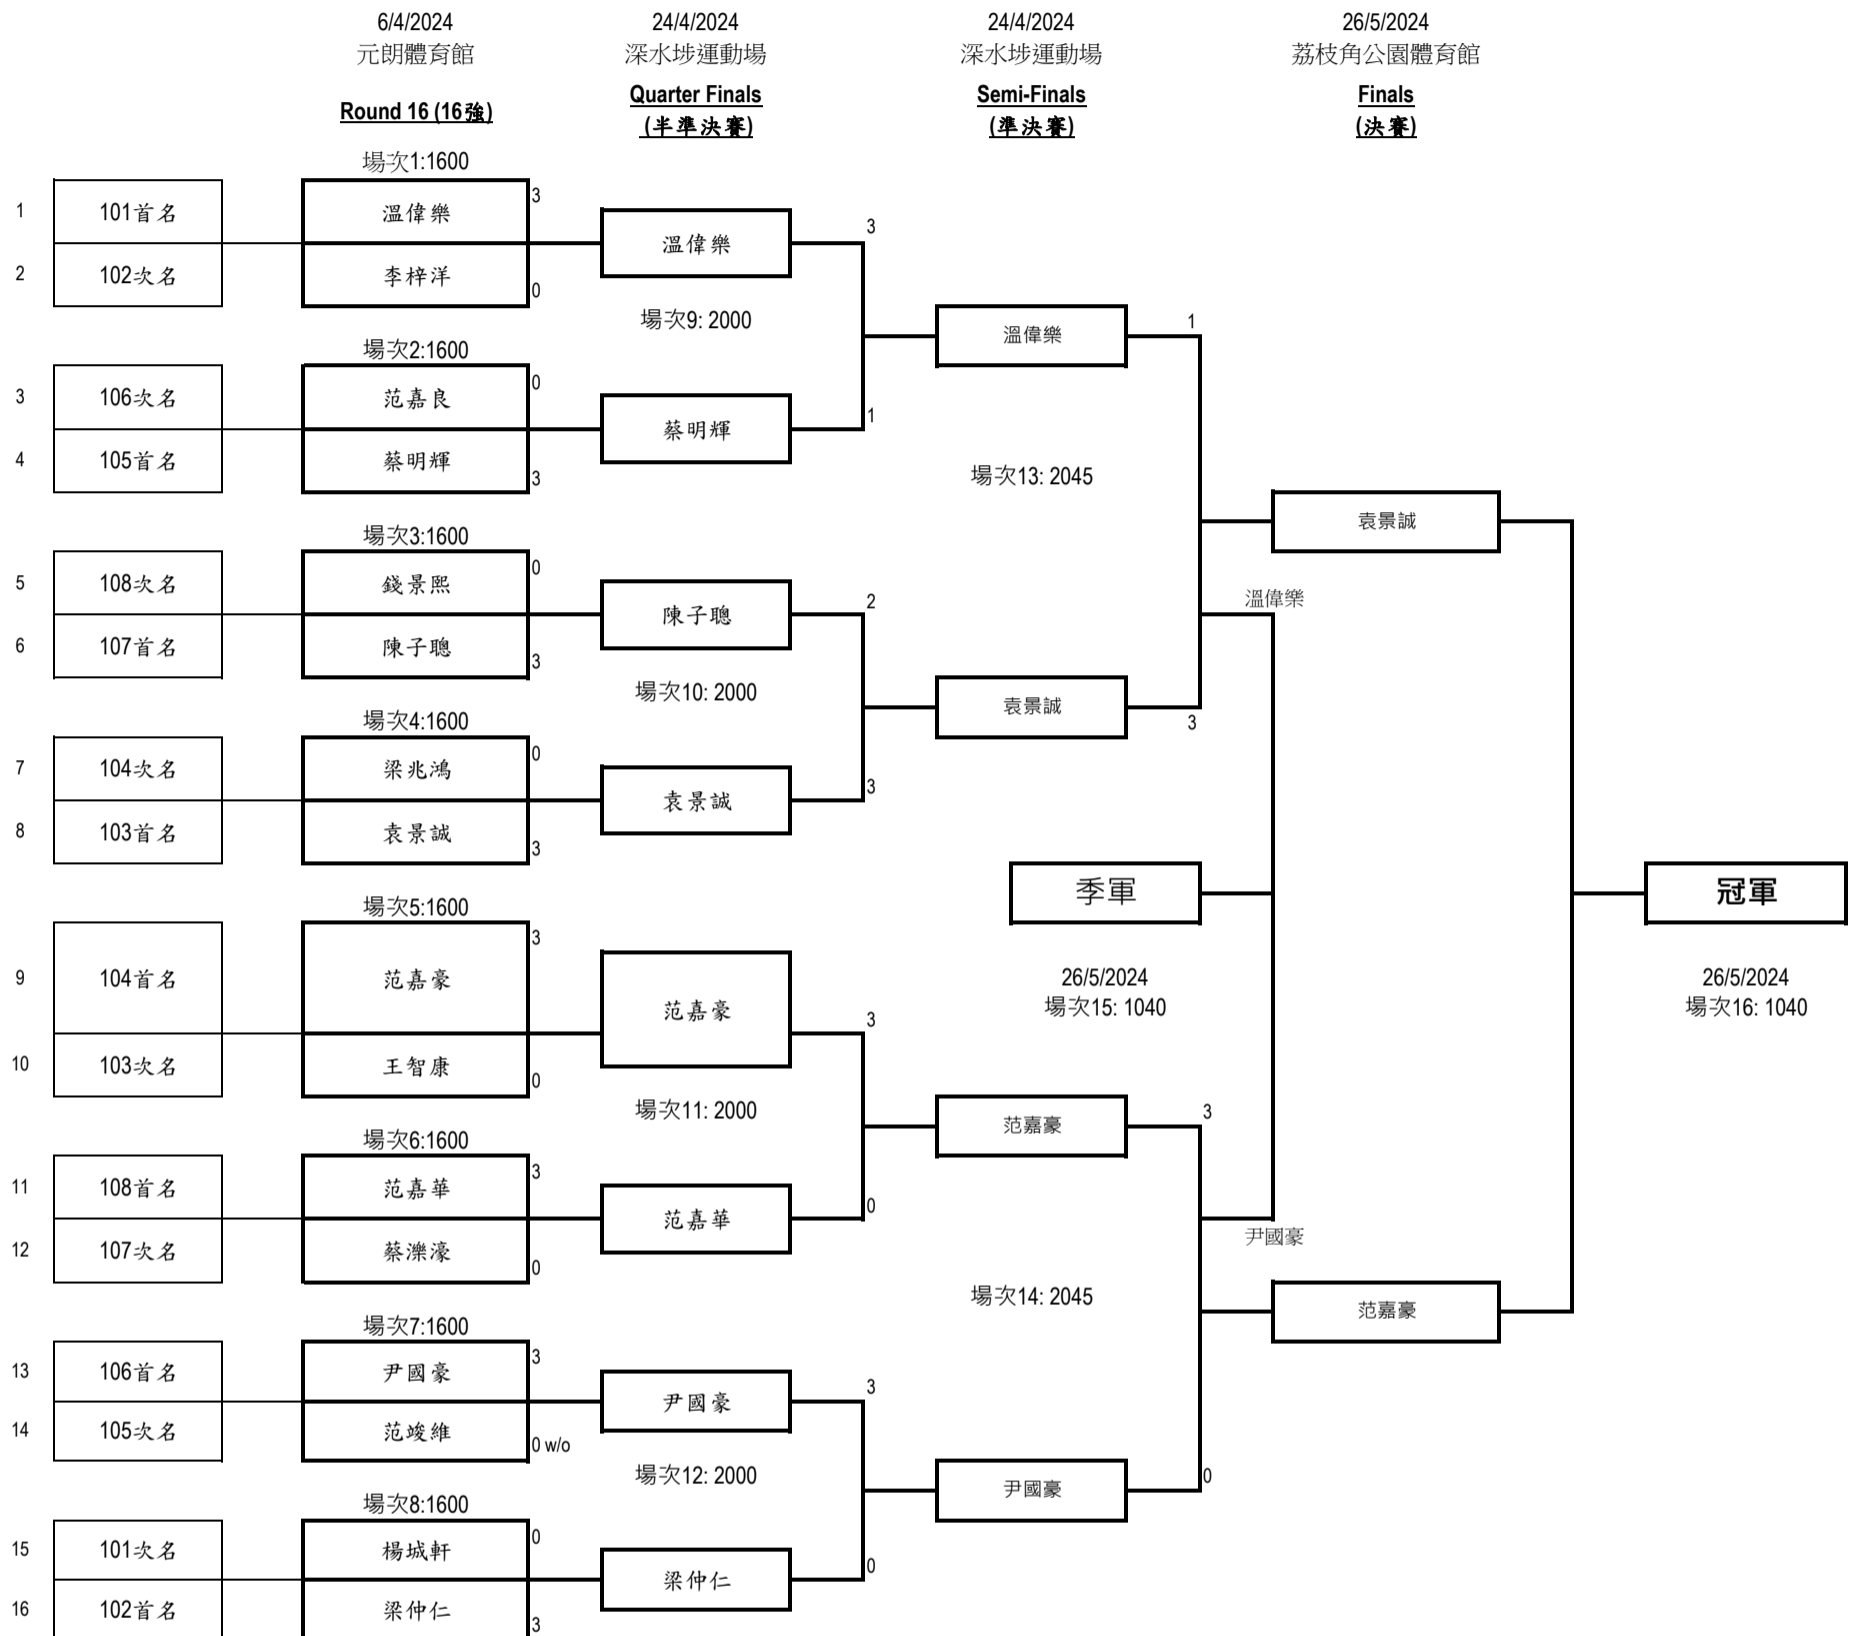 6/4/2024
元朗體育館
Round 16 (16強)
24/4/2024
深水埗運動場
Quarter Finals
(半準決賽)
24/4/2024
深水埗運動場
Semi-Finals
(準決賽)
26/5/2024
荔枝角公園體育館
Finals
(決賽)
場次1:1600
1
101首名
溫偉樂
3
2
102次名
李梓洋
0
溫偉樂
3
場次9: 2000
場次2:1600
3
106次名
范嘉良
0
4
105首名
蔡明輝
3
蔡明輝
1
溫偉樂
1
場次13: 2045
場次3:1600
5
108次名
錢景熙
0
6
107首名
陳子聰
3
陳子聰
2
場次10: 2000
場次4:1600
7
104次名
梁兆鴻
0
8
103首名
袁景誠
3
袁景誠
3
袁景誠
3
袁景誠
溫偉樂
季軍
26/5/2024
場次15: 1040
冠軍
26/5/2024
場次16: 1040
場次5:1600
9
104首名
范嘉豪
3
10
103次名
王智康
0
范嘉豪
3
場次11: 2000
場次6:1600
11
108首名
范嘉華
3
12
107次名
蔡濼濠
0
范嘉華
0
范嘉豪
3
場次14: 2045
尹國豪
范嘉豪
場次7:1600
13
106首名
尹國豪
3
14
105次名
范竣維
0 w/o
尹國豪
3
場次12: 2000
場次8:1600
15
101次名
楊城軒
0
16
102首名
梁仲仁
3
梁仲仁
0
尹國豪
0